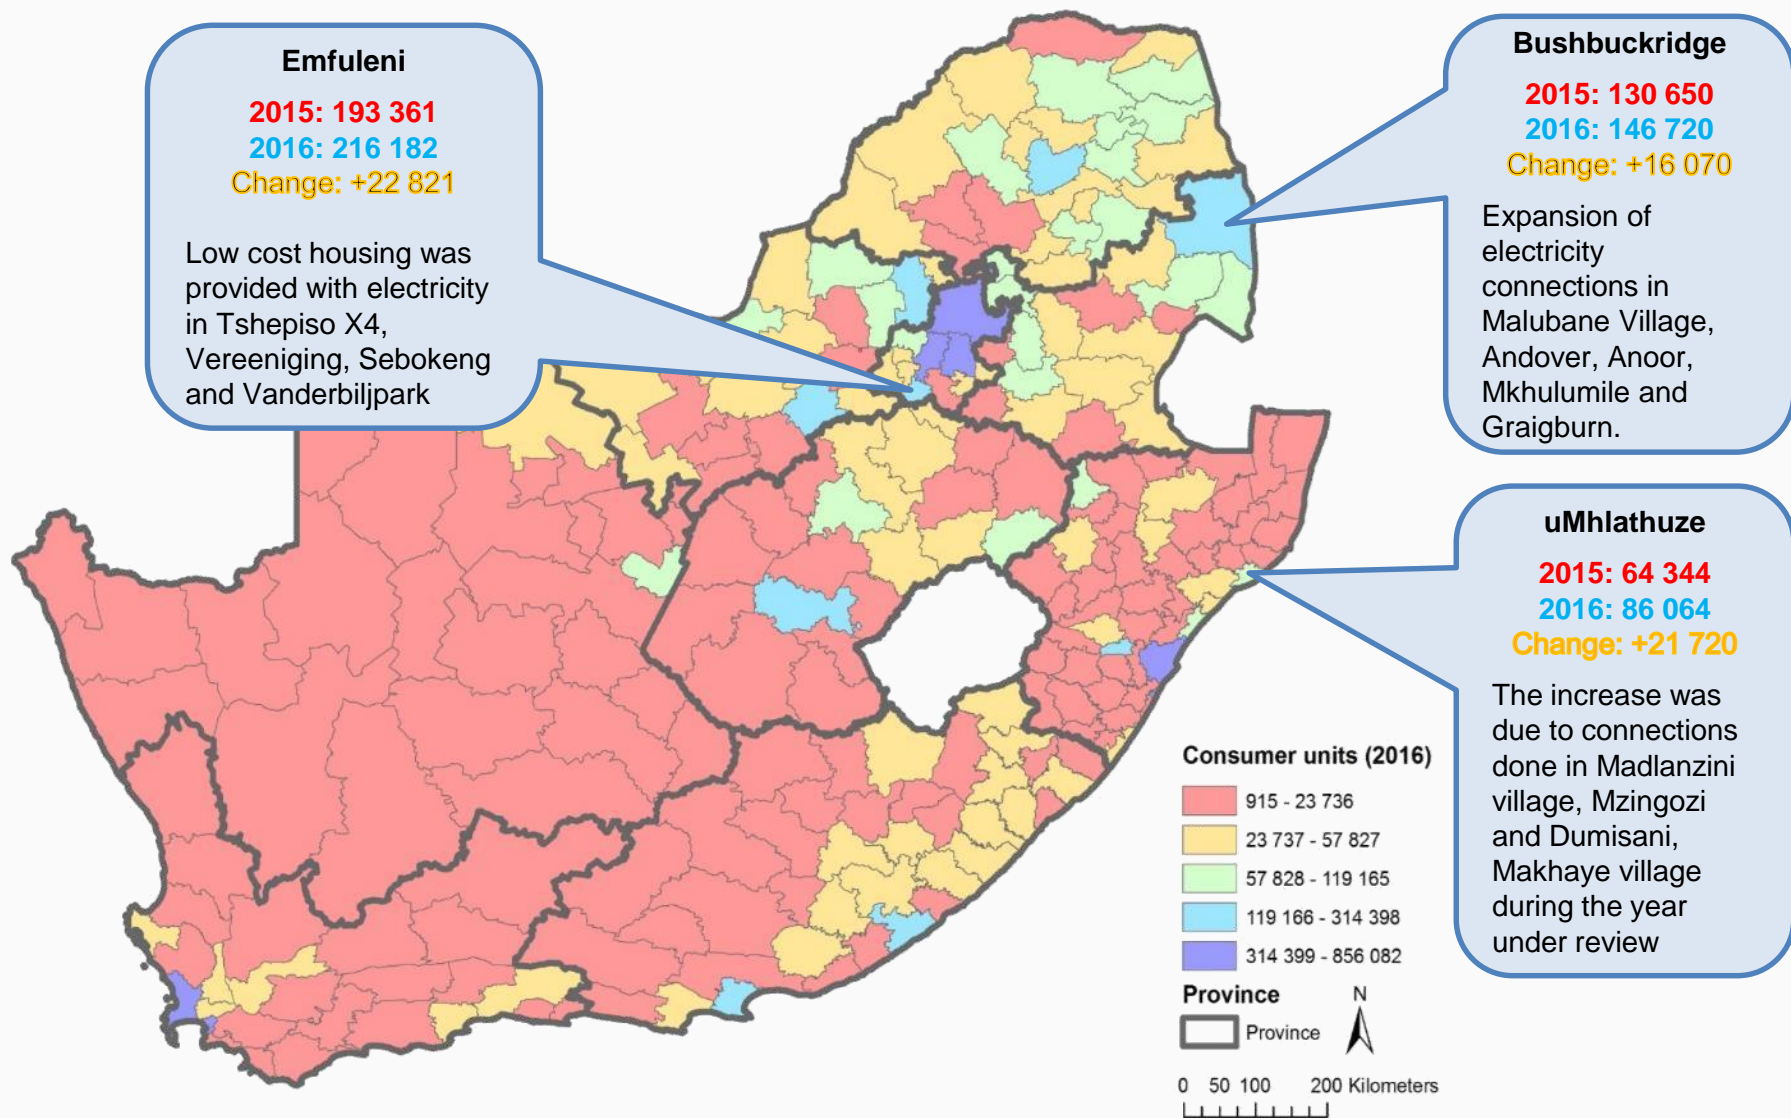 Emfuleni
2015: 193 361
2016: 216 182
Change: +22 821
Low cost housing was
provided with electricity
in Tshepiso X4,
Vereeniging, Sebokeng
and Vanderbiljpark
Bushbuckridge
2015: 130 650
2016: 146 720
Change: +16 070
Expansion of
electricity
connections in
Malubane Village,
Andover, Anoor,
Mkhulumile and
Graigburn.
uMhlathuze
2015: 64 344
2016: 86 064
Change: +21 720
The increase was
due to connections
done in Madlanzini
village, Mzingozi
and Dumisani,
Makhaye village
during the year
under review
Consumer units (2016)
915 - 23 736
23 737 - 57 827
57 828 - 119 165
119 166 - 314 398
314 399 - 856 082
Province
Province
N
0 50 100 200 Kilometers